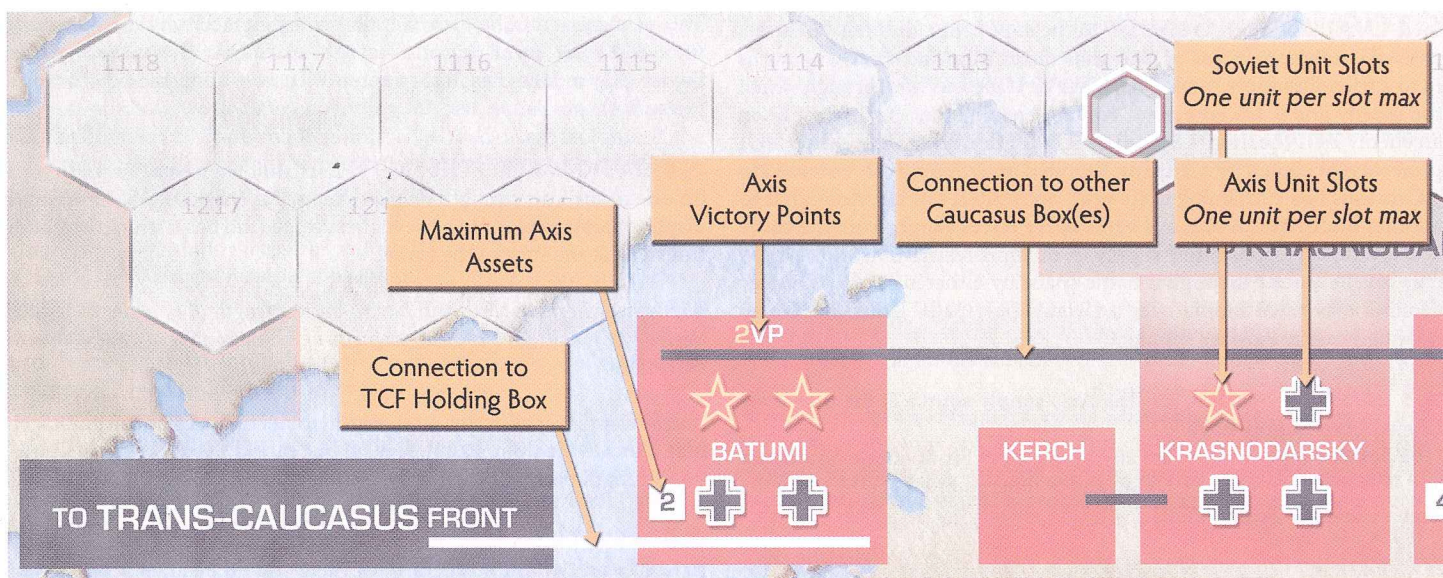 1118 1117 1116 1115 1114 1113 1112
Soviet Unit Slots
One unit per slot max
1217
Maximum Axis
Assets
Axis
Victory Points
Connection to other
Caucasus Box(es)
Axis Unit Slots
One unit per slot max
Connection to
TCF Holding Box
2VP
BATUMI
2
KERCH
KRASNODARSKY
4
TO TRANS-CAUCASUS FRONT